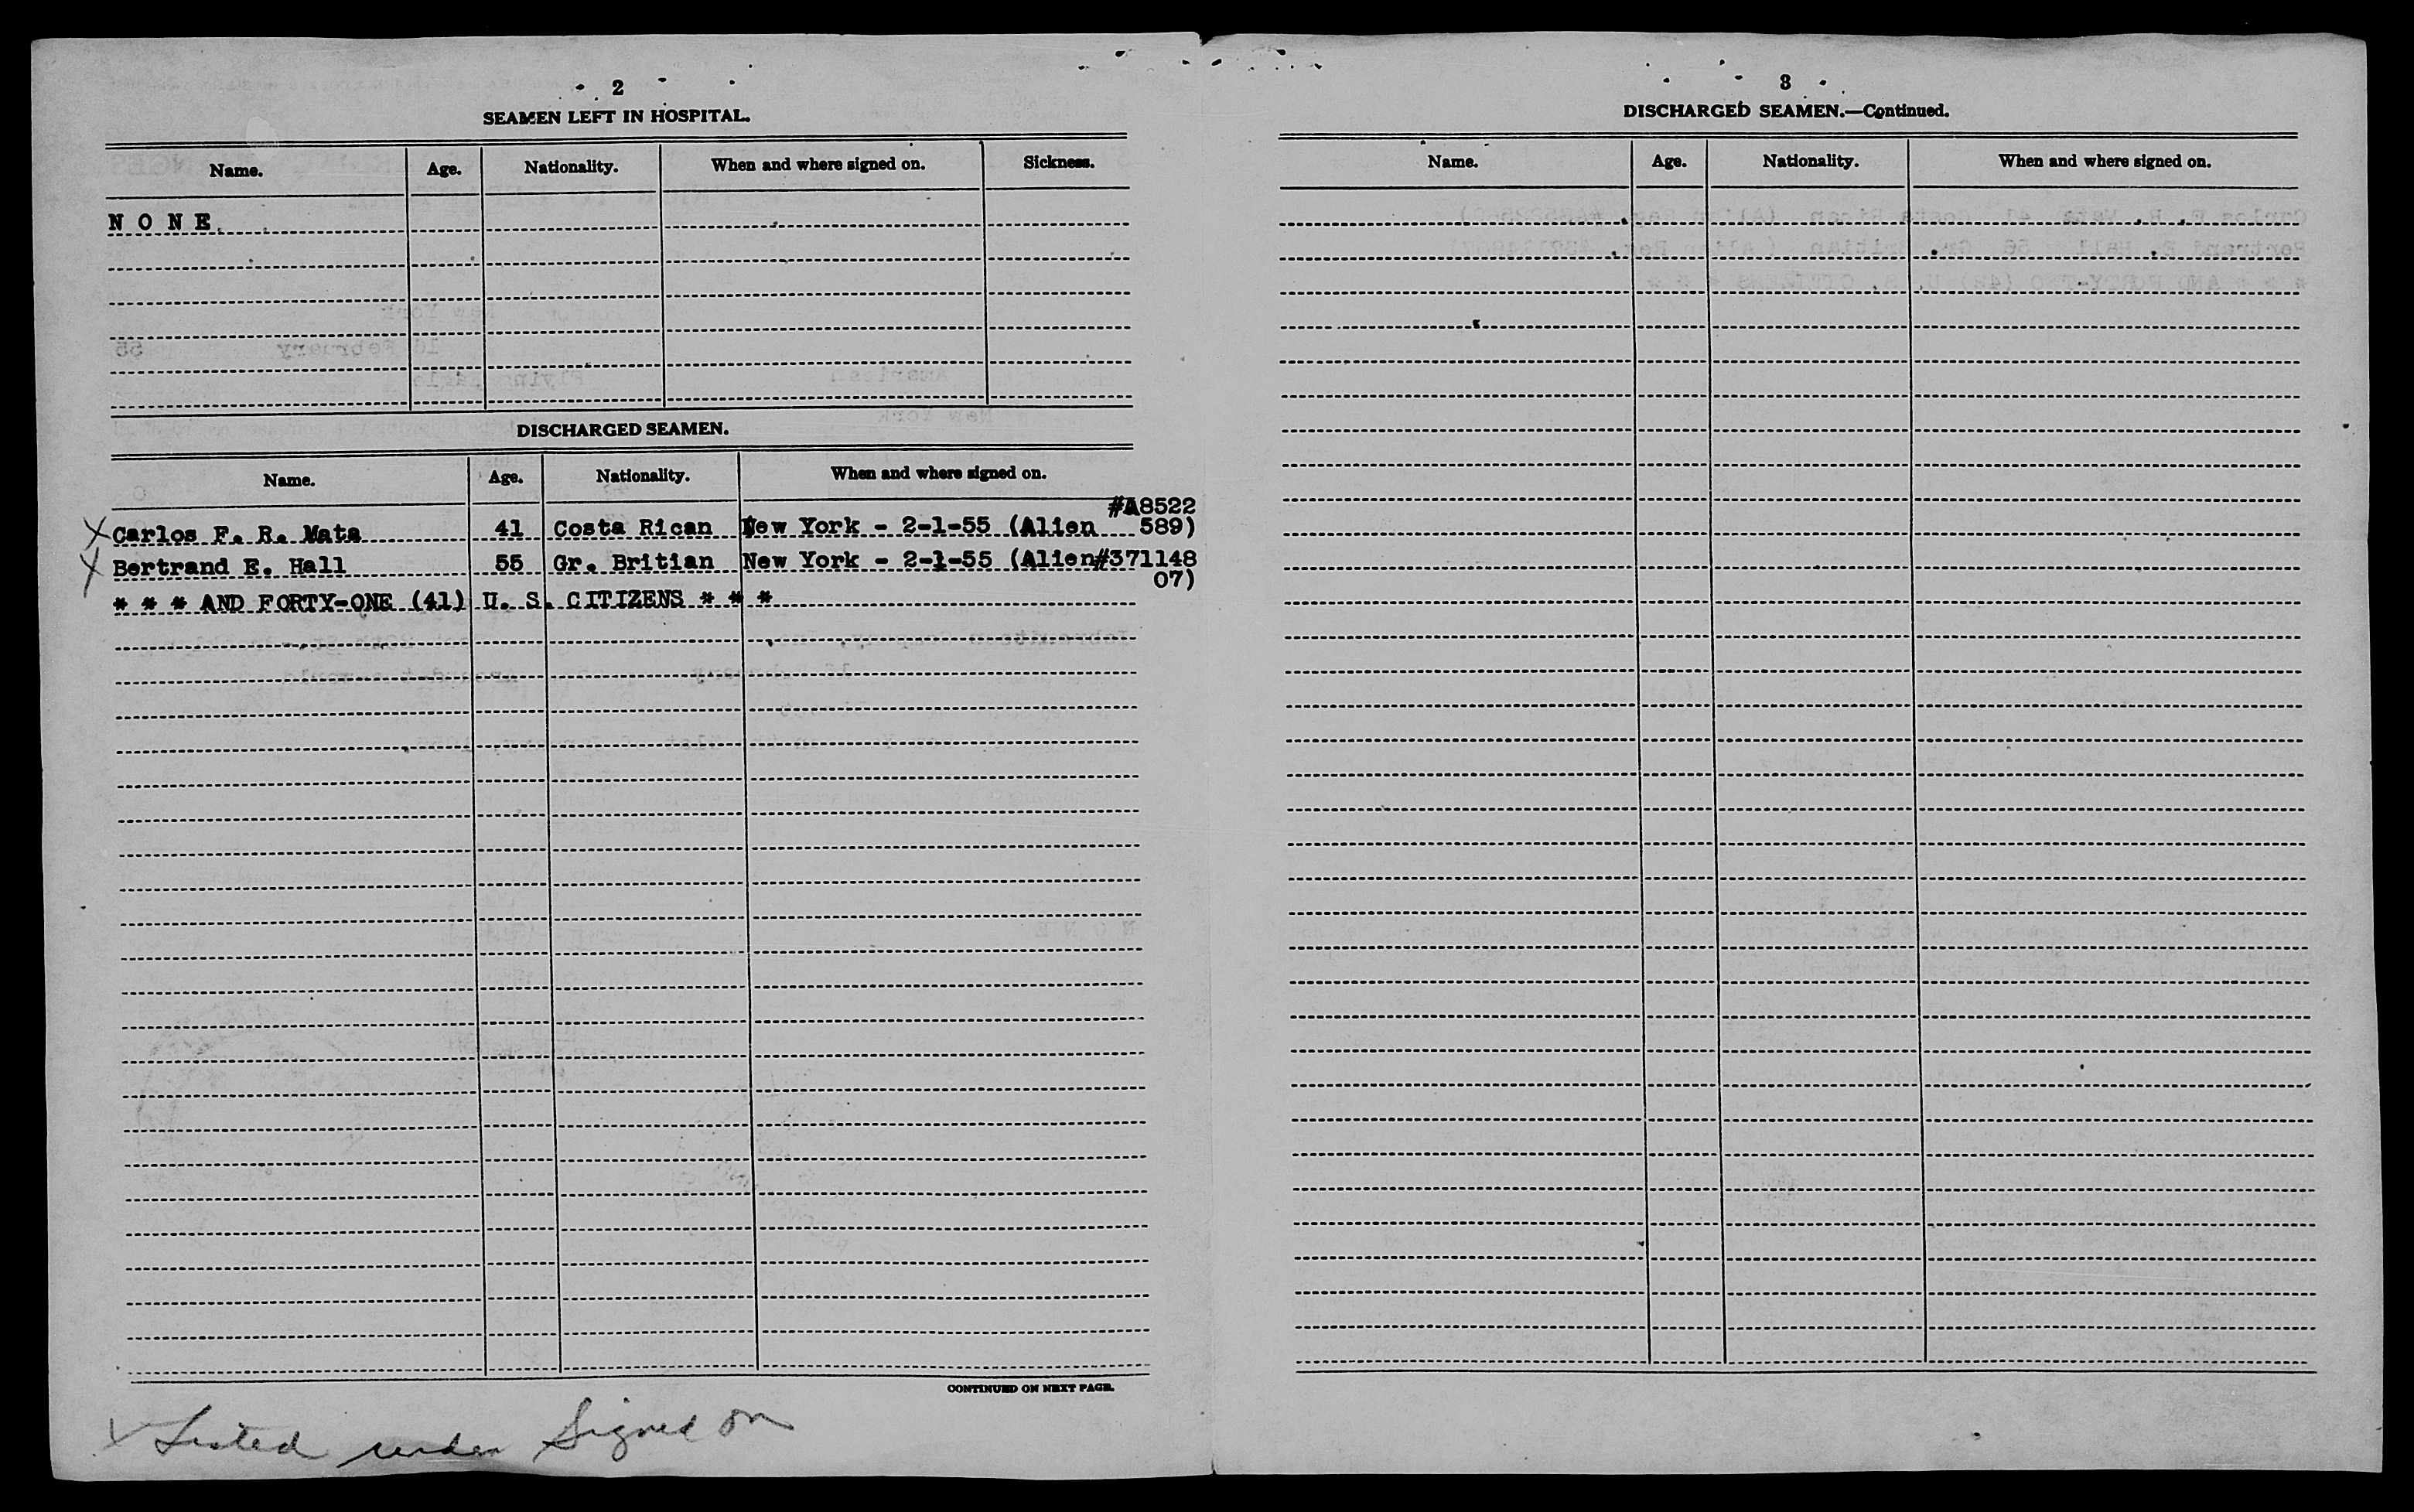 2
SEAMEN LEFT IN HOSPITAL.
Name. Age. Nationality. When and where signed on. Sickness.
N O N E
DISCHARGED SEAMEN.
Name. Age. Nationality. When and where signed on.
#A8522
X Carlos F. R. Mata 41 Costa Rican New York - 2-1-55 (Alien 589)
X Bertrand E. Hall 55 Gr. Britian New York - 2-1-55 (Alien#371148
07)
* * * AND FORTY-ONE (41) U. S. CITIZENS * * *
CONTINUED ON NEXT PAGE.
X Listed under Signed on
3
DISCHARGED SEAMEN.—Continued.
Name. Age. Nationality. When and where signed on.